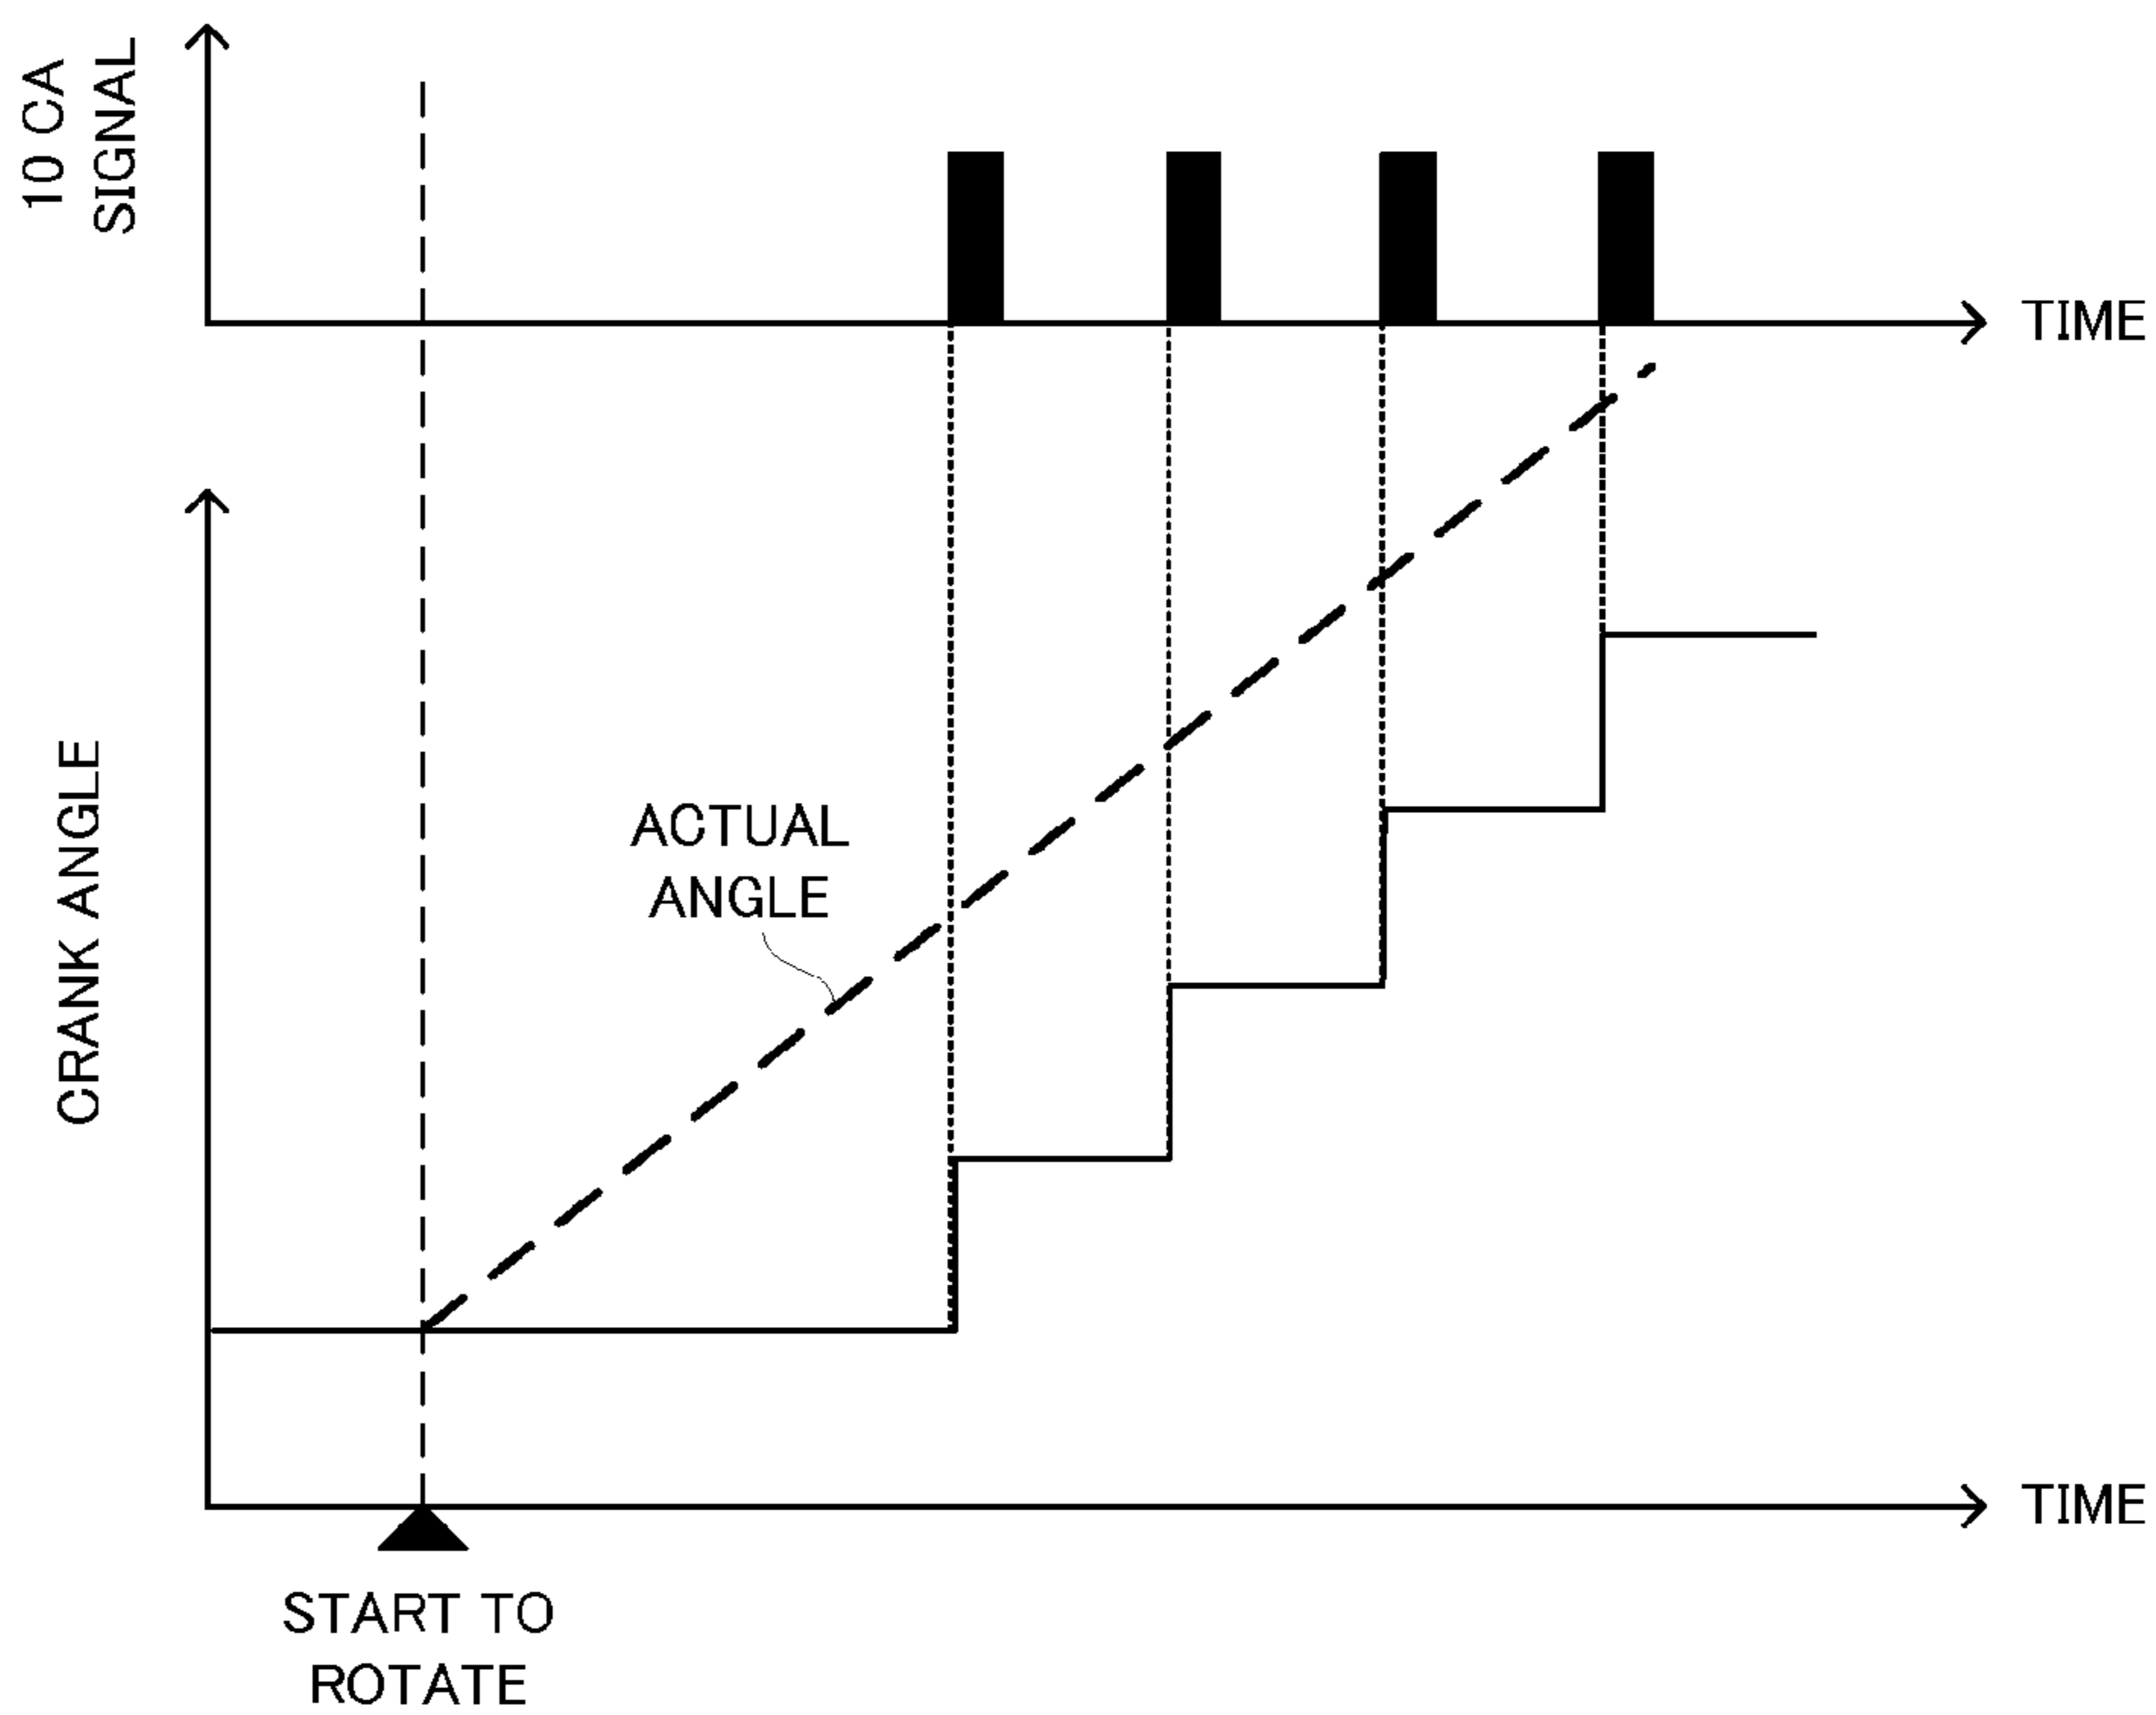 10 CA
SIGNAL
TIME
CRANK ANGLE
ACTUAL
ANGLE
TIME
START TO
ROTATE